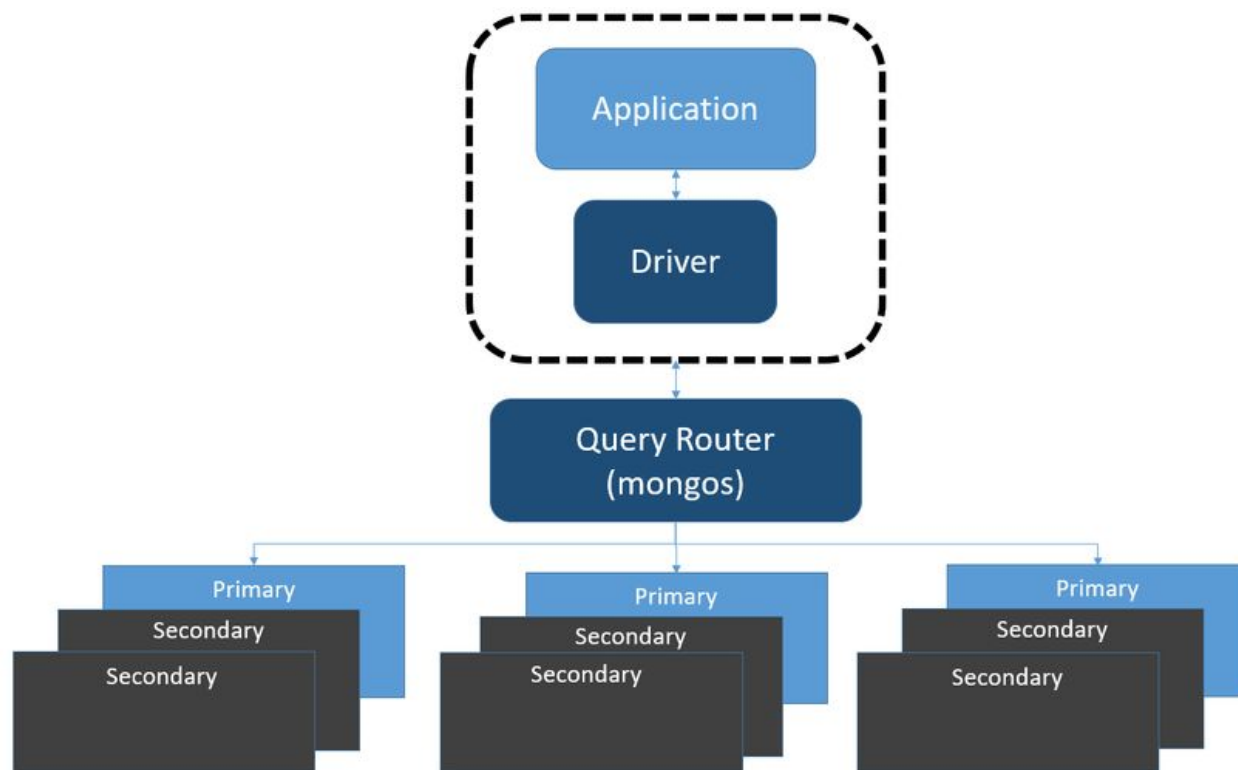 Application
Driver
Query Router
(mongos)
Primary
Secondary
Secondary
Primary
Secondary
Secondary
Primary
Secondary
Secondary